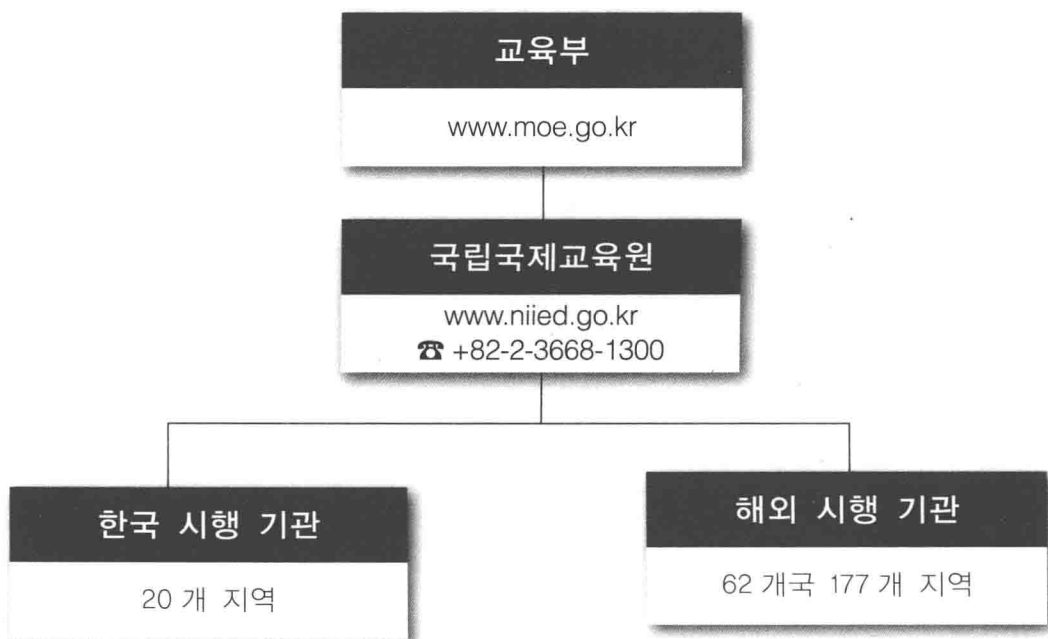 교육부
www.moe.go.kr
국립국제교육원
www.niied.go.kr
☎ +82-2-3668-1300
한국 시행 기관
20 개 지역
해외 시행 기관
62 개국 177 개 지역